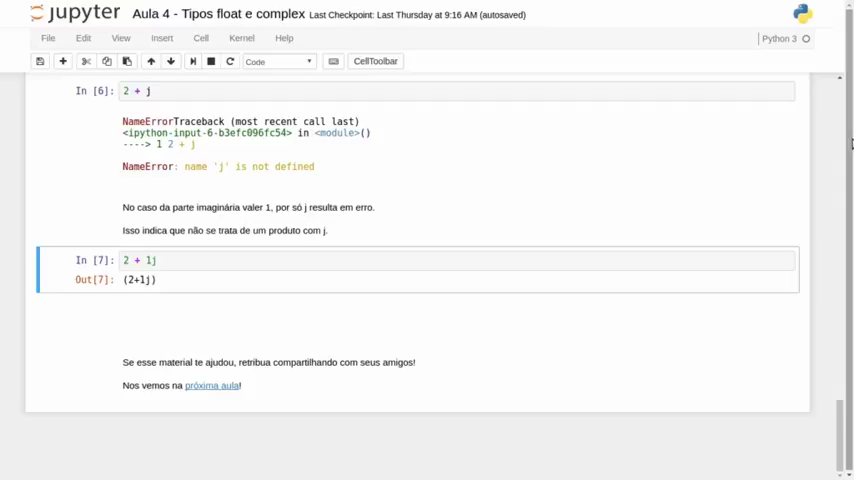 jupyter Aula 4 - Tipos float e complex Last Checkpoint: Last Thursday at 9:16 AM (autosaved)
File Edit View Insert Cell Kernel Help Python 3
Code CellToolbar
In [6]: 2 + j
NameErrorTraceback (most recent call last)
<ipython-input-6-b3efc096fc54> in <module>()
----> 1 2 + j
NameError: name 'j' is not defined
No caso da parte imaginária valer 1, por só j resulta em erro.
Isso indica que não se trata de um produto com j.
In [7]: 2 + 1j
Out[7]: (2+1j)
Se esse material te ajudou, retribua compartilhando com seus amigos!
Nos vemos na próxima aula!